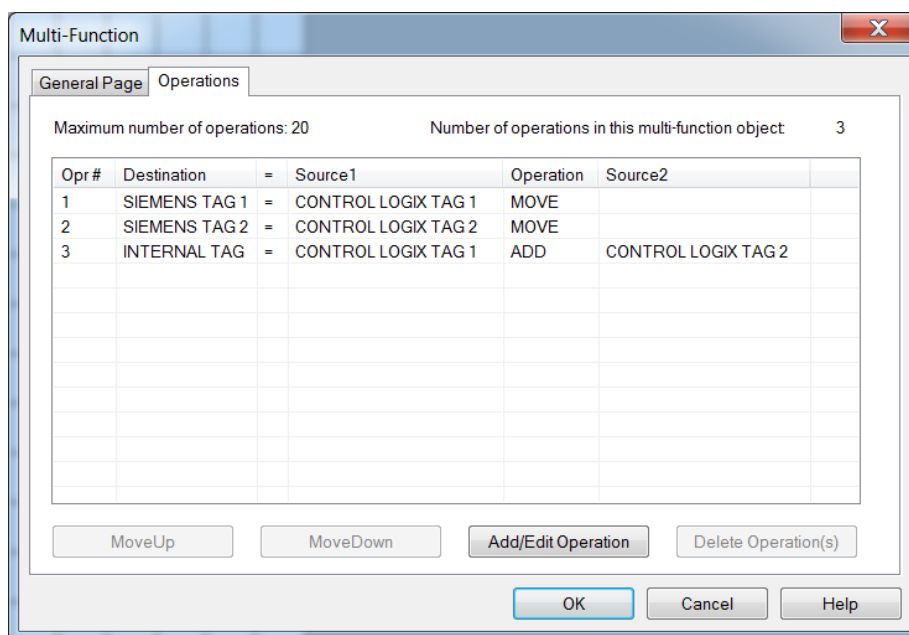 Multi-Function
X
General Page Operations
Maximum number of operations: 20 Number of operations in this multi-function object: 3
Opr # Destination = Source1 Operation Source2
1 SIEMENS TAG 1 = CONTROL LOGIX TAG 1 MOVE
2 SIEMENS TAG 2 = CONTROL LOGIX TAG 2 MOVE
3 INTERNAL TAG = CONTROL LOGIX TAG 1 ADD CONTROL LOGIX TAG 2
MoveUp MoveDown Add/Edit Operation Delete Operation(s)
OK Cancel Help